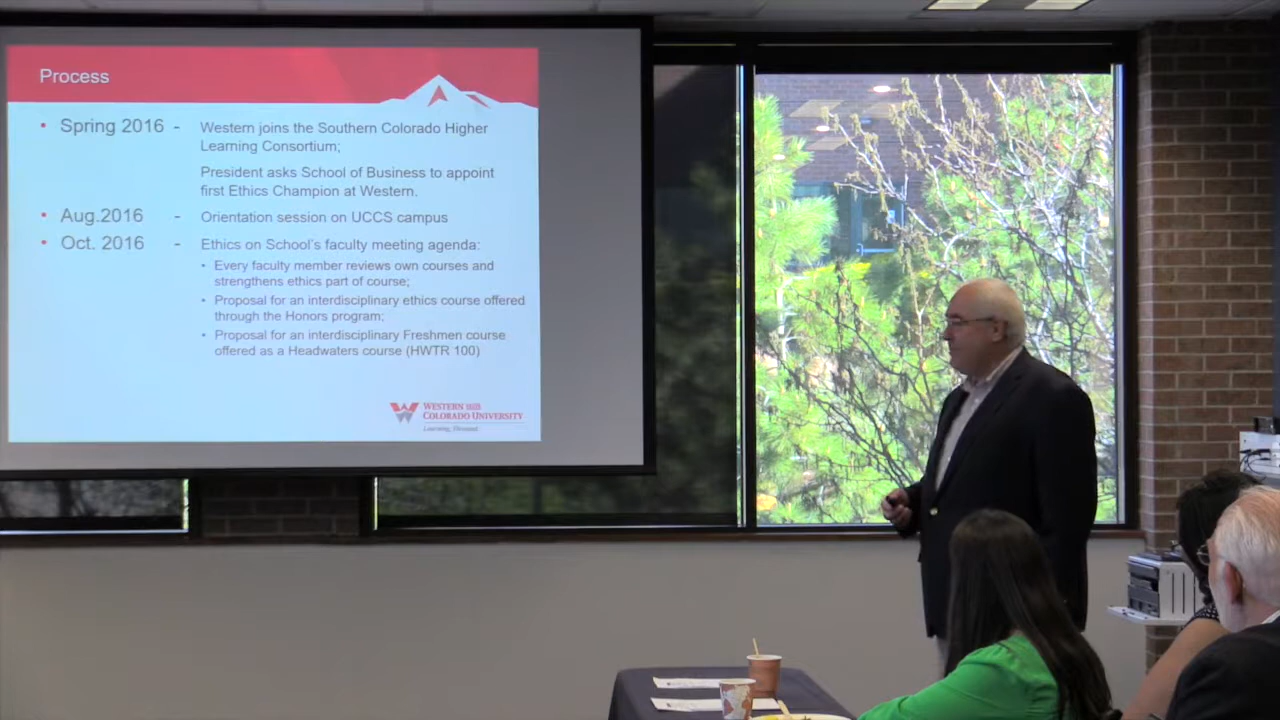 Process
• Spring 2016 - Western joins the Southern Colorado Higher
Learning Consortium;
President asks School of Business to appoint
first Ethics Champion at Western.
• Aug.2016 - Orientation session on UCCS campus
• Oct. 2016 - Ethics on School's faculty meeting agenda:
• Every faculty member reviews own courses and
strengthens ethics part of course;
• Proposal for an interdisciplinary ethics course offered
through the Honors program;
• Proposal for an interdisciplinary Freshmen course
offered as a Headwaters course (HWTR 100)
WESTERN
COLORADO UNIVERSITY
Learning, Elevated.